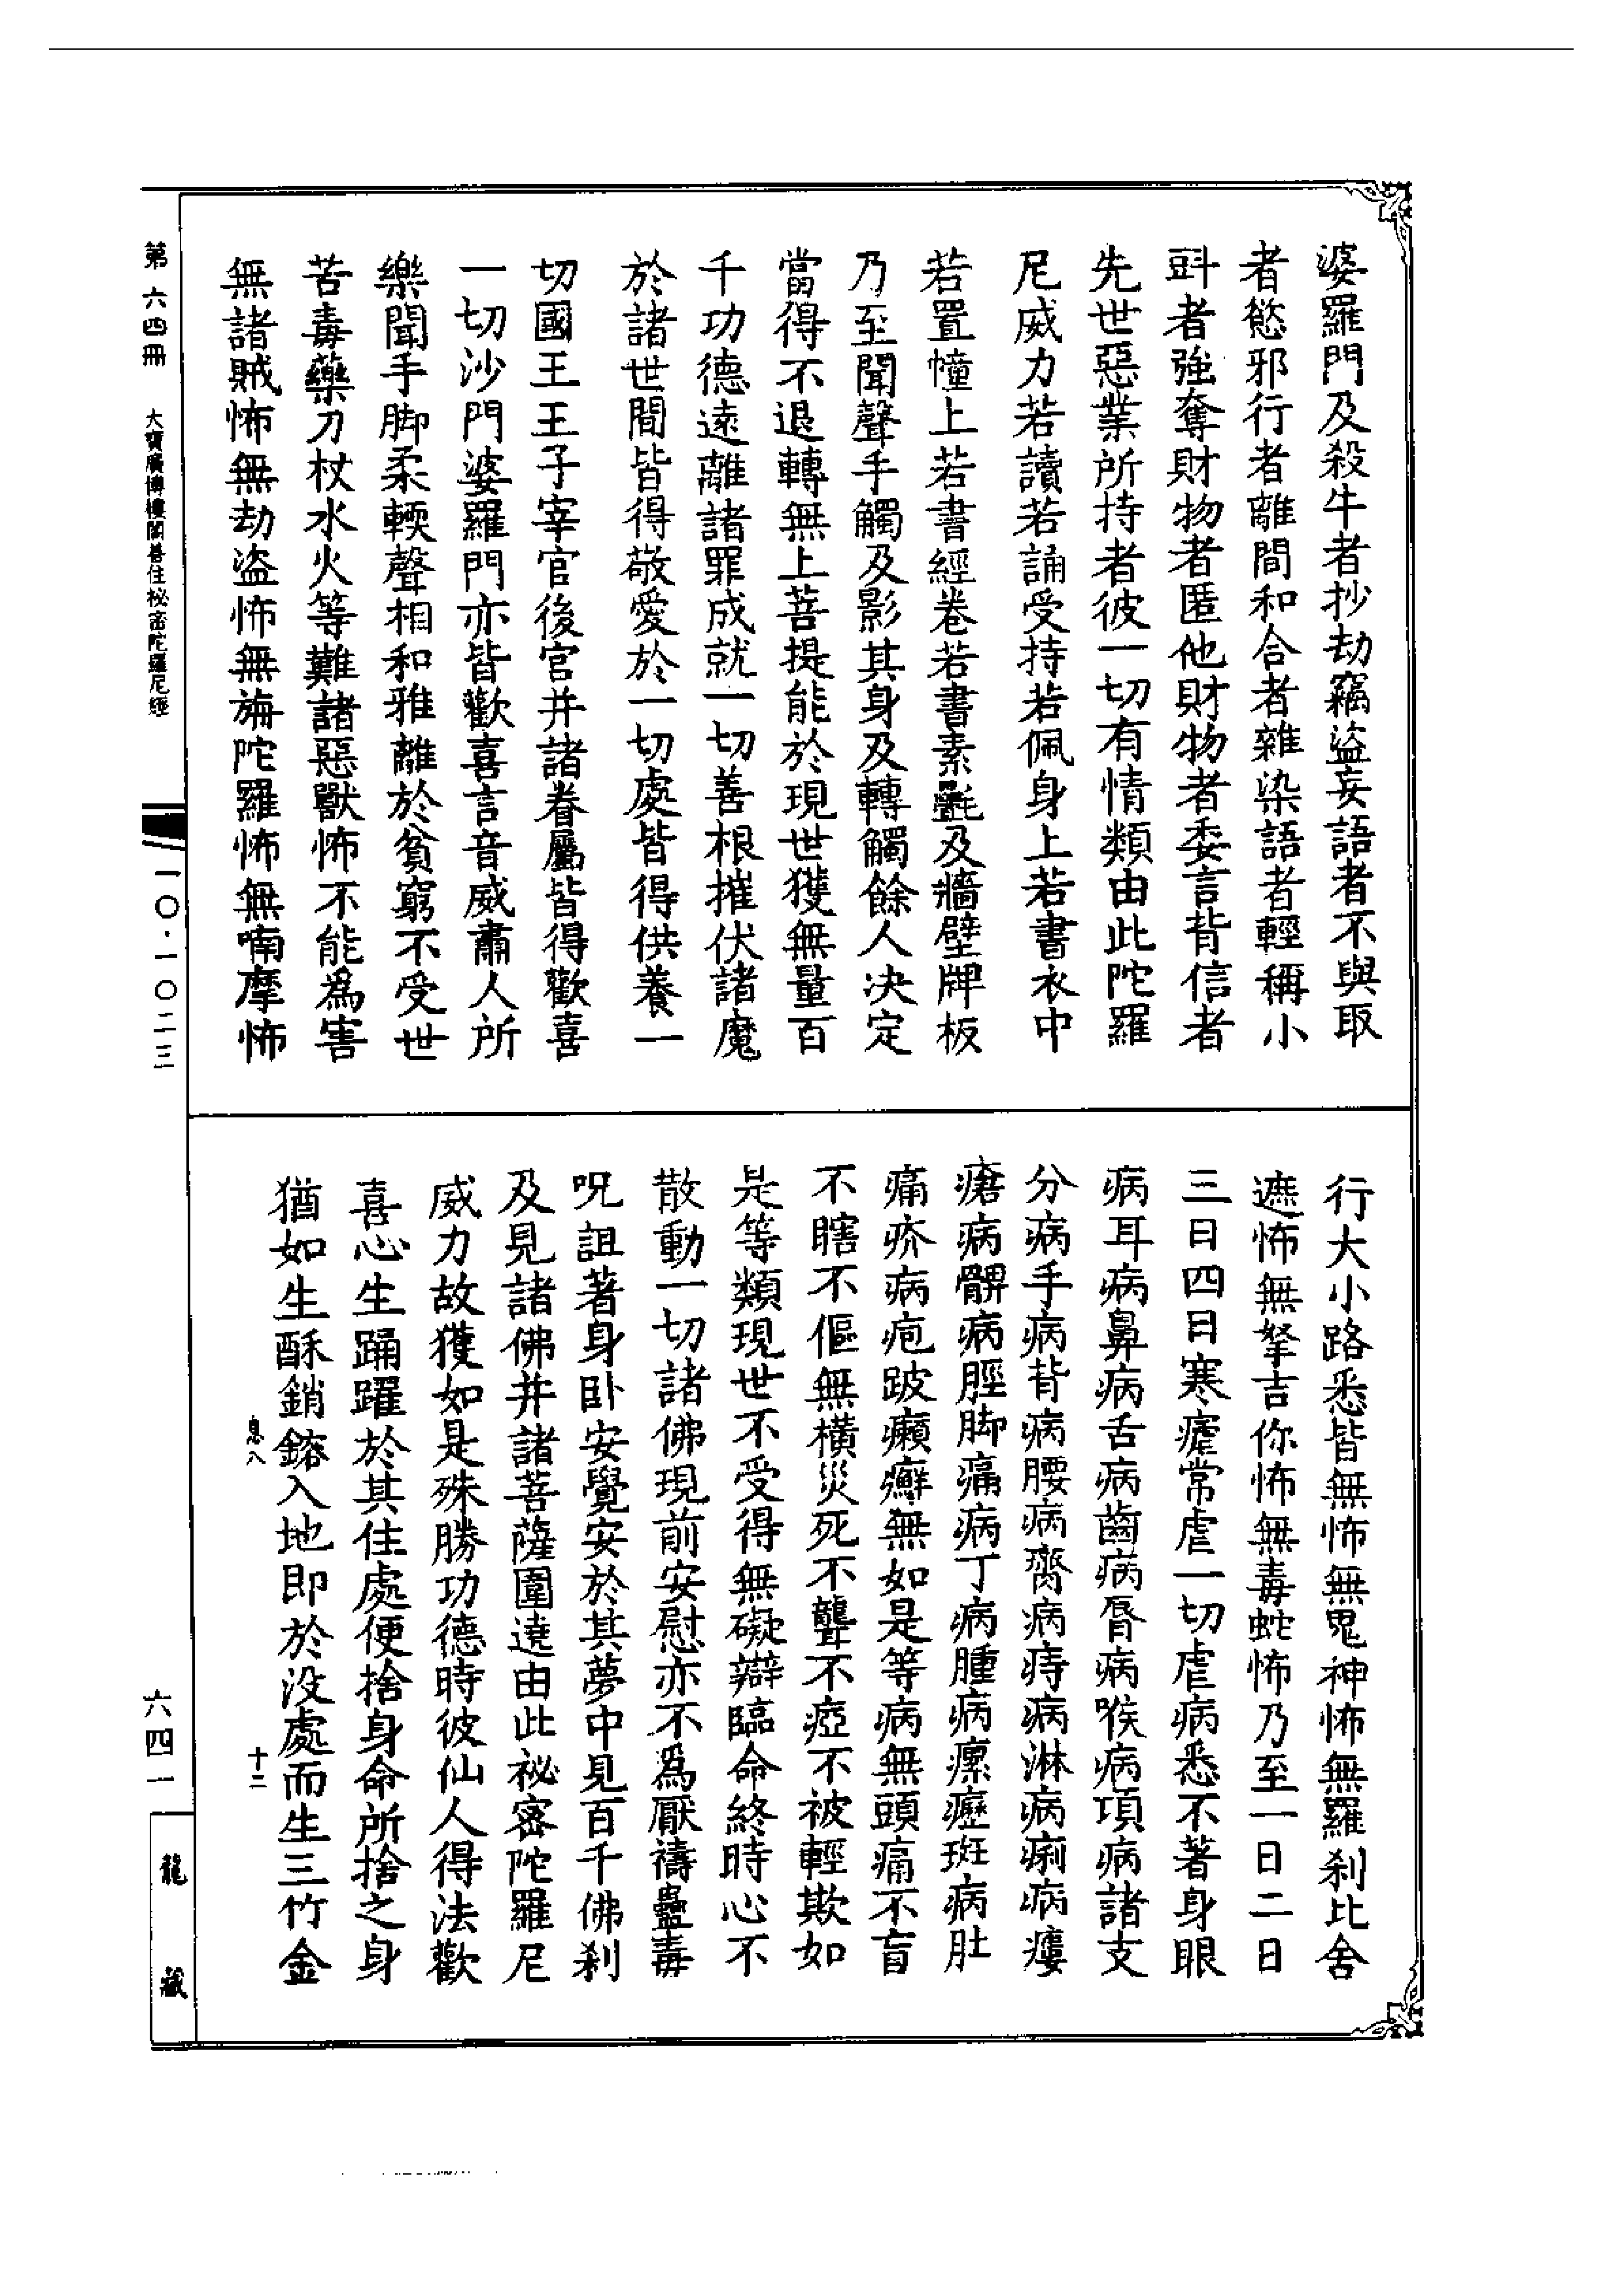 婆羅門及殺牛者抄劫竊盜妄語者不與取
者慾邪行者離間和合者雜染語者輕稱小
㪷者強奪財物者匿他財物者委言背信者
先世惡業所持者彼一切有情類由此陀羅
尼威力若讀若誦受持若佩身上若書衣中
若置幢上若書經卷若書素㲲及牆壁牌板
乃至聞聲手觸及影其身及轉觸餘人決定
當得不退轉無上菩提能於現世獲無量百
千功德遠離諸罪成就一切善根摧伏諸魔
於諸世間皆得敬愛於一切處皆得供養一
切國王王子宰官後宮并諸眷屬皆得歡喜
一切沙門婆羅門亦皆歡喜言音威肅人所
樂聞手脚柔輭聲相和雅離於貧窮不受世
苦毒藥刀杖水火等難諸惡獸怖不能為害
無諸賊怖無劫盜怖無旃陀羅怖無喃摩怖
行大小路悉皆無怖無鬼神怖無羅剎比舍
遮怖無拏吉你怖無毒蛇怖乃至一日二日
三日四日寒瘧常虐一切虐病悉不著身眼
病耳病鼻病舌病齒病脣病喉病項病諸支
分病手病背病腰病臍病痔病淋病痢病瘻
瘡病髀病脛脚痛病丁病腫病瘰癧斑病肚
痛疥病疱跛癩癬無如是等病無頭痛不盲
不瞎不傴無橫災死不聾不瘂不被輕欺如
是等類現世不受得無礙辯臨命終時心不
散動一切諸佛現前安慰亦不為厭禱蠱毒
呪詛著身臥安覺安於其夢中見百千佛剎
及見諸佛并諸菩薩圍遶由此祕密陀羅尼
威力故獲如是殊勝功德時彼仙人得法歡
喜心生踊躍於其住處便捨身命所捨之身
猶如生酥銷鎔入地即於沒處而生三竹金
息八
十二
第六四冊
大寶廣博樓閣善住秘密陀羅尼經
一〇·一〇二三
六四一
龍藏